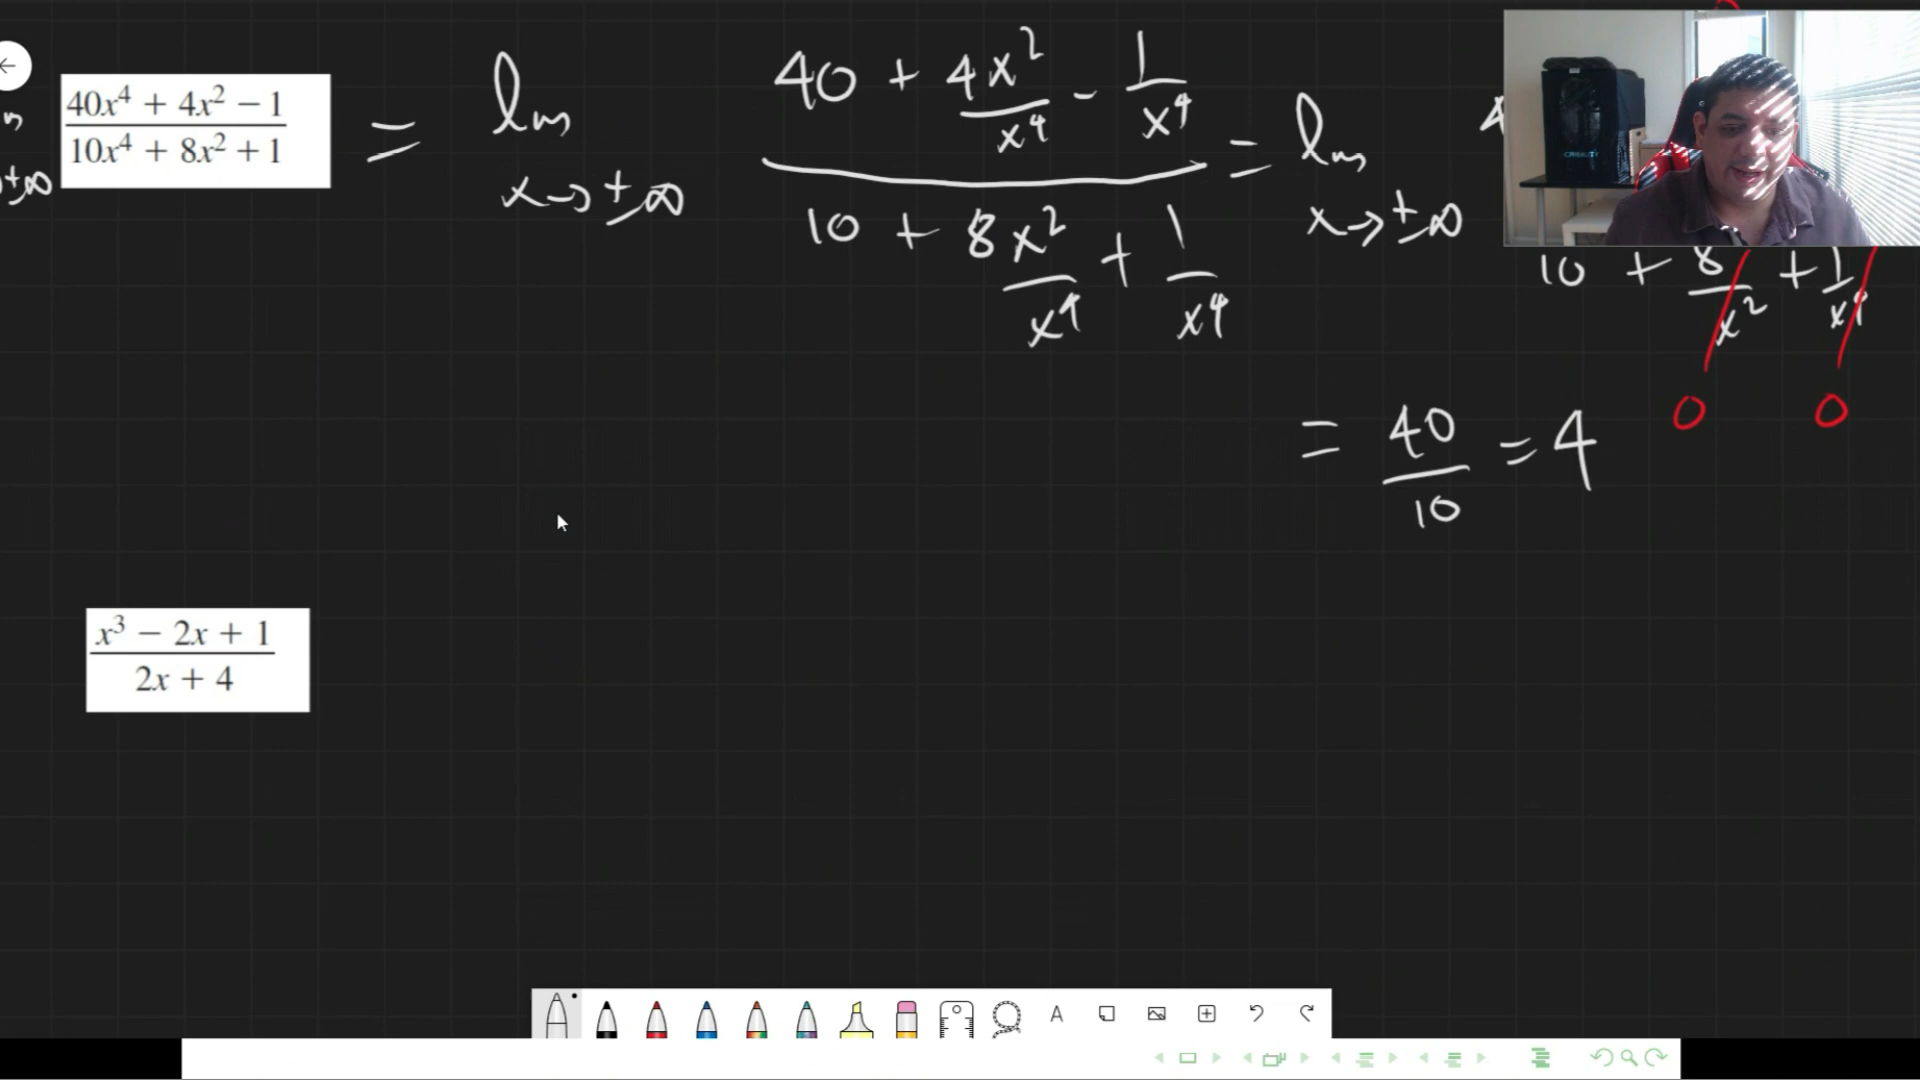 40x⁴ + 4x² − 1
10x⁴ + 8x² + 1
= lim
x→±∞
40 + 4x²/x⁴ - 1/x⁴
10 + 8x²/x⁴ + 1/x⁴
= lim
x→±∞
10 + 8/x² + 1/x⁴
0 0
= 40/10 = 4
x³ − 2x + 1
2x + 4
A